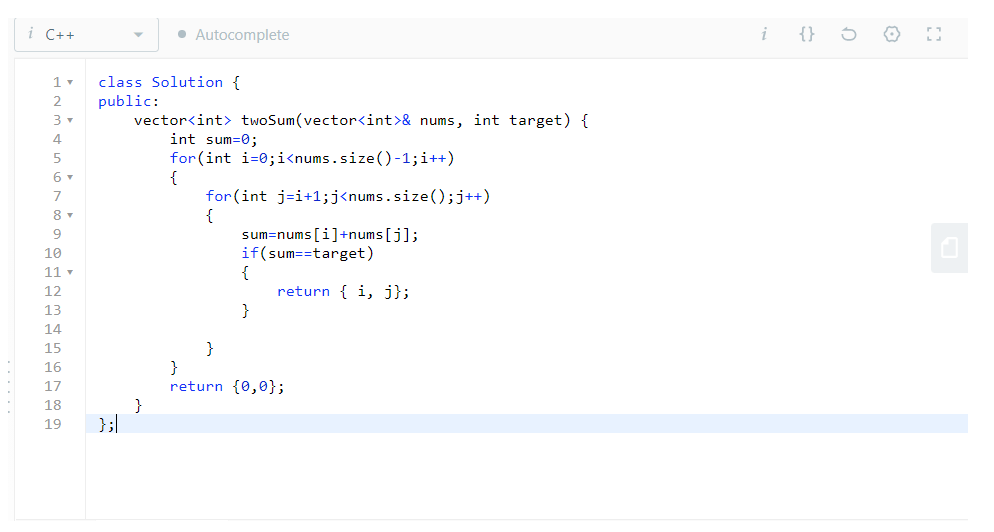 i C++ Autocomplete i {}
1 class Solution {
2 public:
3     vector<int> twoSum(vector<int>& nums, int target) {
4         int sum=0;
5         for(int i=0;i<nums.size()-1;i++)
6         {
7             for(int j=i+1;j<nums.size();j++)
8             {
9                 sum=nums[i]+nums[j];
10                 if(sum==target)
11                 {
12                     return { i, j};
13                 }
14
15             }
16         }
17         return {0,0};
18     }
19 };